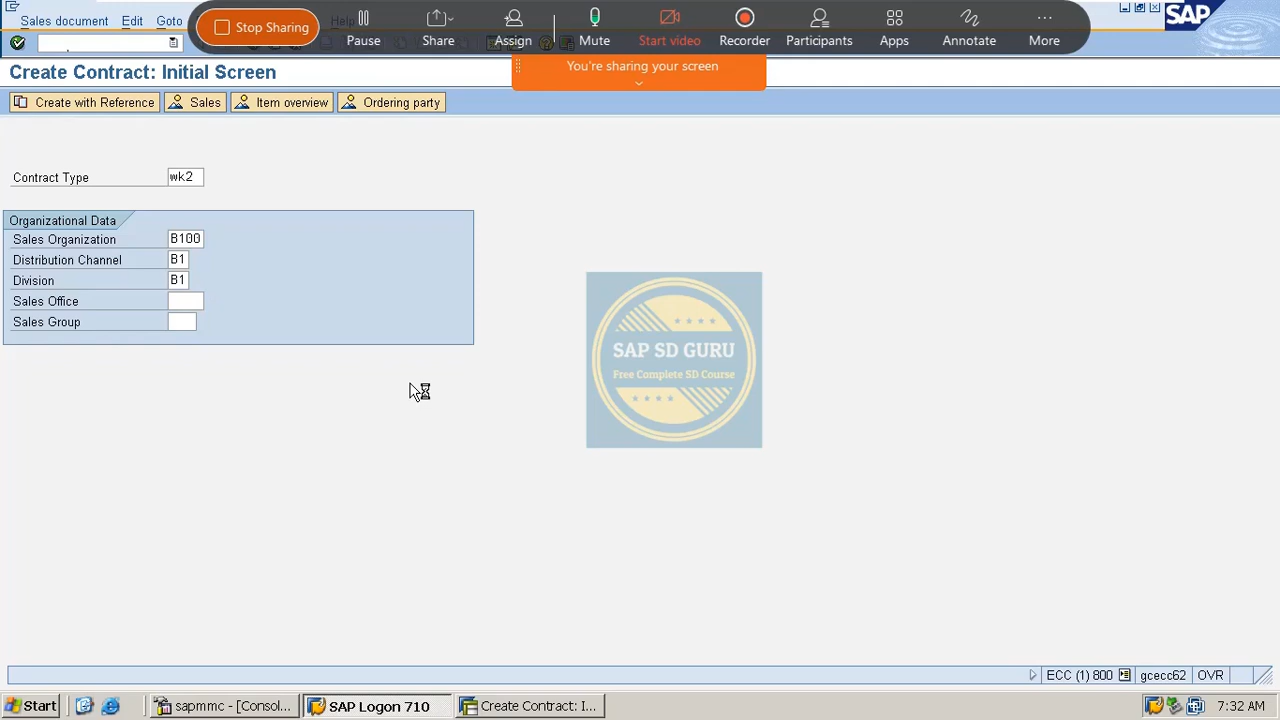 Sales document Edit Goto Help
Stop Sharing
Pause
Share
Assign
Mute
Start video
Recorder
Participants
Apps
Annotate
More
SAP
You're sharing your screen
Create Contract: Initial Screen
Create with Reference Sales Item overview Ordering party
Contract Type wk2
Organizational Data
Sales Organization B100
Distribution Channel B1
Division B1
Sales Office
Sales Group
SAP SD GURU
Free Complete SD Course
ECC (1) 800 gcecc62 OVR
Start sapmmc - [Consol... SAP Logon 710 Create Contract: I... 7:32 AM